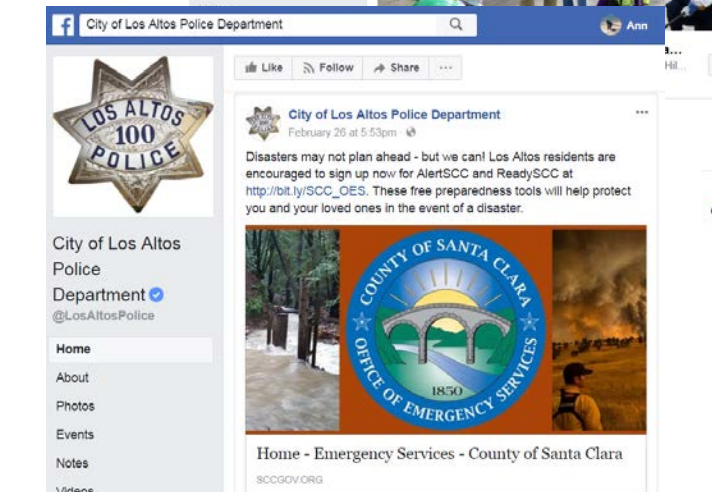 City of Los Altos Police Department
Ann
Like Follow Share ...
LOS ALTOS
100
POLICE
City of Los Altos
Police
Department
@LosAltosPolice
Home
About
Photos
Events
Notes
Videos
City of Los Altos Police Department
February 26 at 5:53pm
Disasters may not plan ahead - but we can! Los Altos residents are
encouraged to sign up now for AlertSCC and ReadySCC at
http://bit.ly/SCC_OES. These free preparedness tools will help protect
you and your loved ones in the event of a disaster.
COUNTY OF SANTA CLARA
1850
OFFICE OF EMERGENCY SERVICES
Home - Emergency Services - County of Santa Clara
SCCGOV.ORG